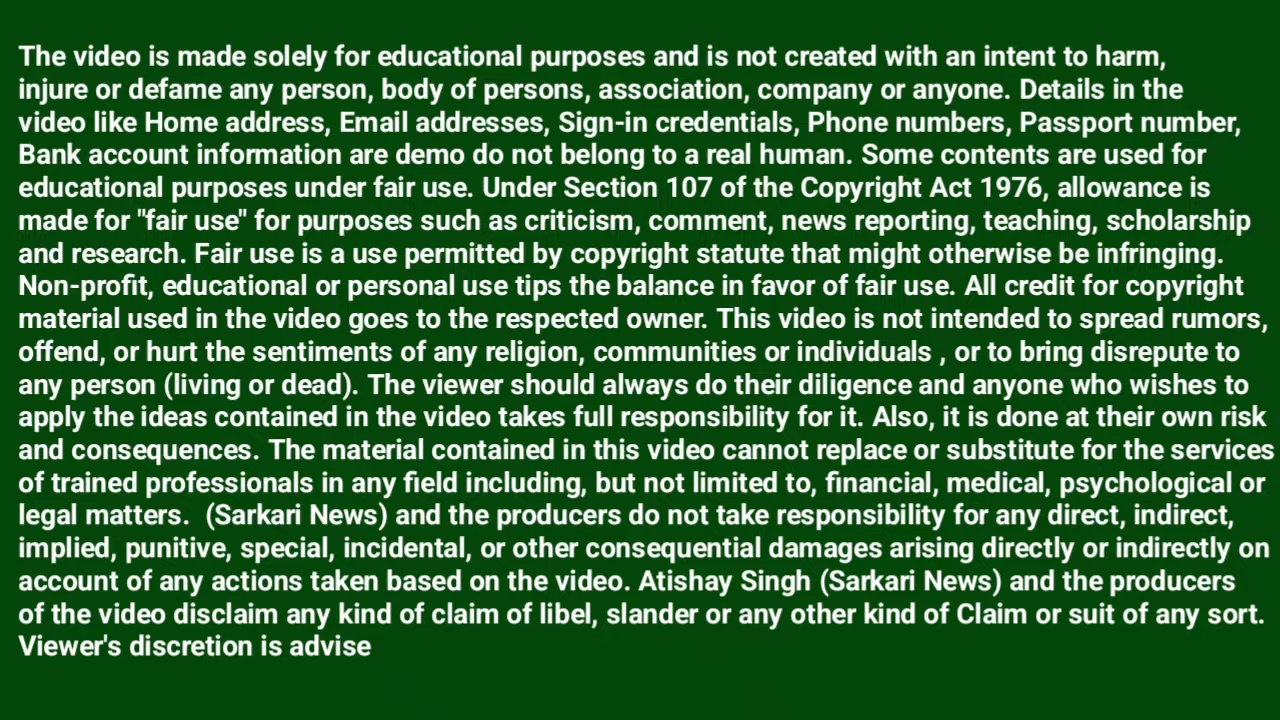 The video is made solely for educational purposes and is not created with an intent to harm,
injure or defame any person, body of persons, association, company or anyone. Details in the
video like Home address, Email addresses, Sign-in credentials, Phone numbers, Passport number,
Bank account information are demo do not belong to a real human. Some contents are used for
educational purposes under fair use. Under Section 107 of the Copyright Act 1976, allowance is
made for "fair use" for purposes such as criticism, comment, news reporting, teaching, scholarship
and research. Fair use is a use permitted by copyright statute that might otherwise be infringing.
Non-profit, educational or personal use tips the balance in favor of fair use. All credit for copyright
material used in the video goes to the respected owner. This video is not intended to spread rumors,
offend, or hurt the sentiments of any religion, communities or individuals , or to bring disrepute to
any person (living or dead). The viewer should always do their diligence and anyone who wishes to
apply the ideas contained in the video takes full responsibility for it. Also, it is done at their own risk
and consequences. The material contained in this video cannot replace or substitute for the services
of trained professionals in any field including, but not limited to, financial, medical, psychological or
legal matters.  (Sarkari News) and the producers do not take responsibility for any direct, indirect,
implied, punitive, special, incidental, or other consequential damages arising directly or indirectly on
account of any actions taken based on the video. Atishay Singh (Sarkari News) and the producers
of the video disclaim any kind of claim of libel, slander or any other kind of Claim or suit of any sort.
Viewer's discretion is advise